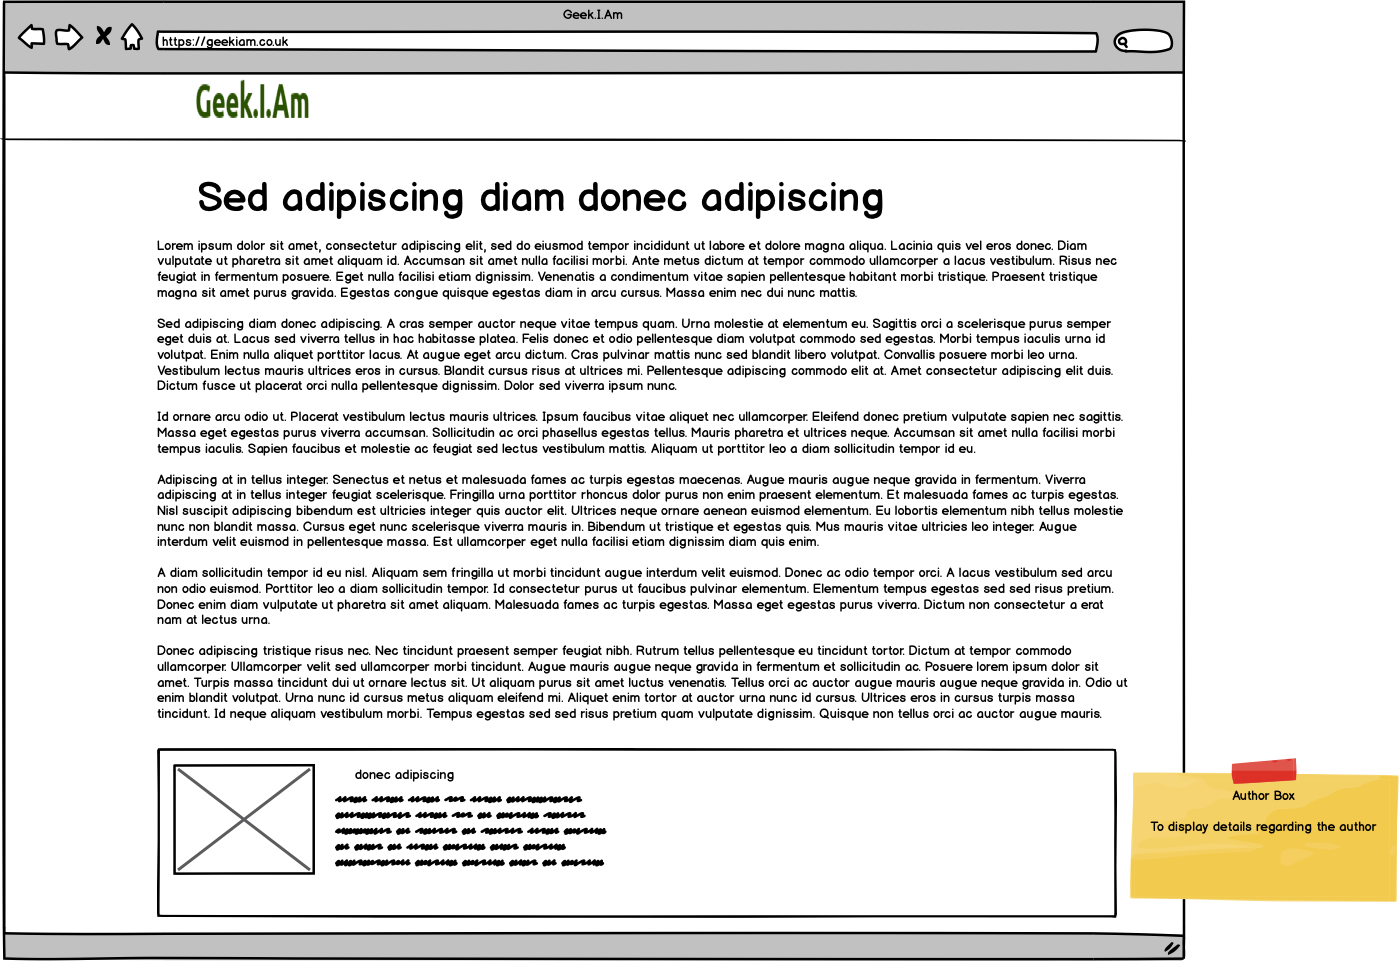 Geek.I.Am
https://geekiam.co.uk
Geek.I.Am
Sed adipiscing diam donec adipiscing
Lorem ipsum dolor sit amet, consectetur adipiscing elit, sed do eiusmod tempor incididunt ut labore et dolore magna aliqua. Lacinia quis vel eros donec. Diam
vulputate ut pharetra sit amet aliquam id. Accumsan sit amet nulla facilisi morbi. Ante metus dictum at tempor commodo ullamcorper a lacus vestibulum. Risus nec
feugiat in fermentum posuere. Eget nulla facilisi etiam dignissim. Venenatis a condimentum vitae sapien pellentesque habitant morbi tristique. Praesent tristique
magna sit amet purus gravida. Egestas congue quisque egestas diam in arcu cursus. Massa enim nec dui nunc mattis.
Sed adipiscing diam donec adipiscing. A cras semper auctor neque vitae tempus quam. Urna molestie at elementum eu. Sagittis orci a scelerisque purus semper
eget duis at. Lacus sed viverra tellus in hac habitasse platea. Felis donec et odio pellentesque diam volutpat commodo sed egestas. Morbi tempus iaculis urna id
volutpat. Enim nulla aliquet porttitor lacus. At augue eget arcu dictum. Cras pulvinar mattis nunc sed blandit libero volutpat. Convallis posuere morbi leo urna.
Vestibulum lectus mauris ultrices eros in cursus. Blandit cursus risus at ultrices mi. Pellentesque adipiscing commodo elit at. Amet consectetur adipiscing elit duis.
Dictum fusce ut placerat orci nulla pellentesque dignissim. Dolor sed viverra ipsum nunc.
Id ornare arcu odio ut. Placerat vestibulum lectus mauris ultrices. Ipsum faucibus vitae aliquet nec ullamcorper. Eleifend donec pretium vulputate sapien nec sagittis.
Massa eget egestas purus viverra accumsan. Sollicitudin ac orci phasellus egestas tellus. Mauris pharetra et ultrices neque. Accumsan sit amet nulla facilisi morbi
tempus iaculis. Sapien faucibus et molestie ac feugiat sed lectus vestibulum mattis. Aliquam ut porttitor leo a diam sollicitudin tempor id eu.
Adipiscing at in tellus integer. Senectus et netus et malesuada fames ac turpis egestas maecenas. Augue mauris augue neque gravida in fermentum. Viverra
adipiscing at in tellus integer feugiat scelerisque. Fringilla urna porttitor rhoncus dolor purus non enim praesent elementum. Et malesuada fames ac turpis egestas.
Nisl suscipit adipiscing bibendum est ultricies integer quis auctor elit. Ultrices neque ornare aenean euismod elementum. Eu lobortis elementum nibh tellus molestie
nunc non blandit massa. Cursus eget nunc scelerisque viverra mauris in. Bibendum ut tristique et egestas quis. Mus mauris vitae ultricies leo integer. Augue
interdum velit euismod in pellentesque massa. Est ullamcorper eget nulla facilisi etiam dignissim diam quis enim.
A diam sollicitudin tempor id eu nisl. Aliquam sem fringilla ut morbi tincidunt augue interdum velit euismod. Donec ac odio tempor orci. A lacus vestibulum sed arcu
non odio euismod. Porttitor leo a diam sollicitudin tempor. Id consectetur purus ut faucibus pulvinar elementum. Elementum tempus egestas sed sed risus pretium.
Donec enim diam vulputate ut pharetra sit amet aliquam. Malesuada fames ac turpis egestas. Massa eget egestas purus viverra. Dictum non consectetur a erat
nam at lectus urna.
Donec adipiscing tristique risus nec. Nec tincidunt praesent semper feugiat nibh. Rutrum tellus pellentesque eu tincidunt tortor. Dictum at tempor commodo
ullamcorper. Ullamcorper velit sed ullamcorper morbi tincidunt. Augue mauris augue neque gravida in fermentum et sollicitudin ac. Posuere lorem ipsum dolor sit
amet. Turpis massa tincidunt dui ut ornare lectus sit. Ut aliquam purus sit amet luctus venenatis. Tellus orci ac auctor augue mauris augue neque gravida in. Odio ut
enim blandit volutpat. Urna nunc id cursus metus aliquam eleifend mi. Aliquet enim tortor at auctor urna nunc id cursus. Ultrices eros in cursus turpis massa
tincidunt. Id neque aliquam vestibulum morbi. Tempus egestas sed sed risus pretium quam vulputate dignissim. Quisque non tellus orci ac auctor augue mauris.
donec adipiscing
Author Box
To display details regarding the author